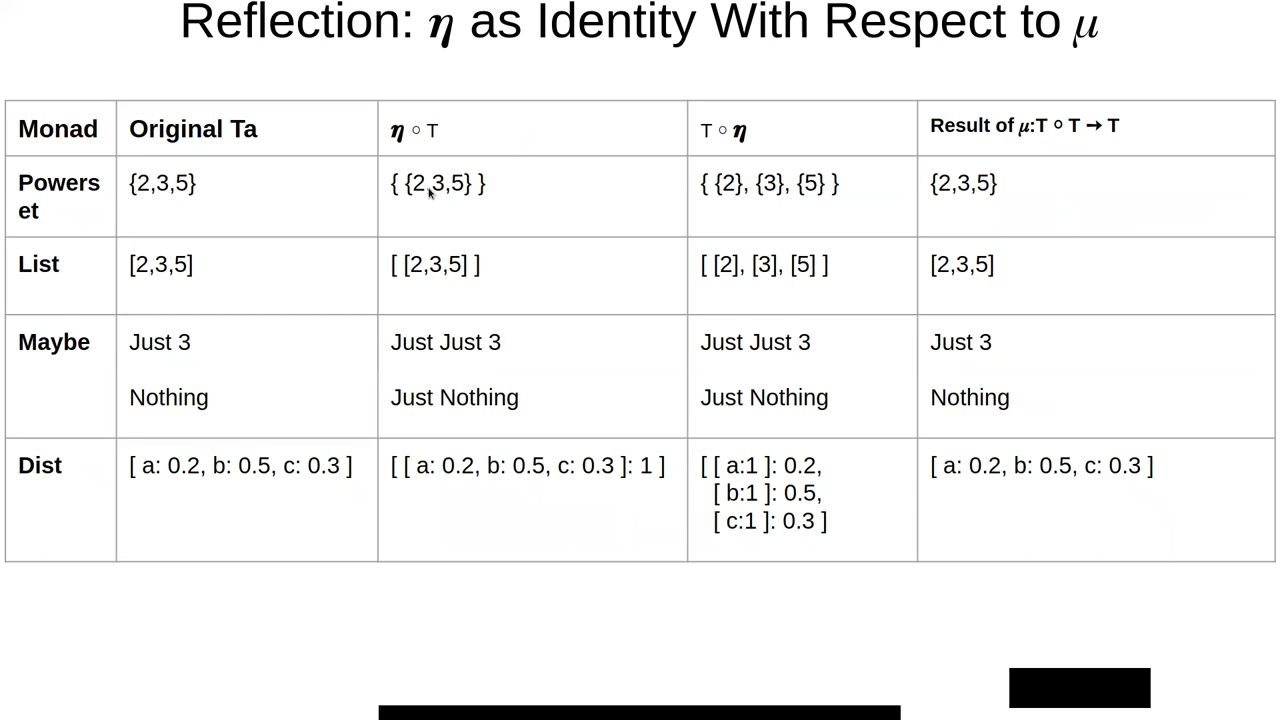 Reflection: η as Identity With Respect to μ
Monad Original Ta η ○ T T ○ η Result of μ:T ○ T → T
Powers {2,3,5} { {2,3,5} } { {2}, {3}, {5} } {2,3,5}
et
List [2,3,5] [ [2,3,5] ] [ [2], [3], [5] ] [2,3,5]
Maybe Just 3 Just Just 3 Just Just 3 Just 3
Nothing Just Nothing Just Nothing Nothing
Dist [ a: 0.2, b: 0.5, c: 0.3 ] [ [ a: 0.2, b: 0.5, c: 0.3 ]: 1 ] [ [ a:1 ]: 0.2, [ a: 0.2, b: 0.5, c: 0.3 ]
[ b:1 ]: 0.5,
[ c:1 ]: 0.3 ]